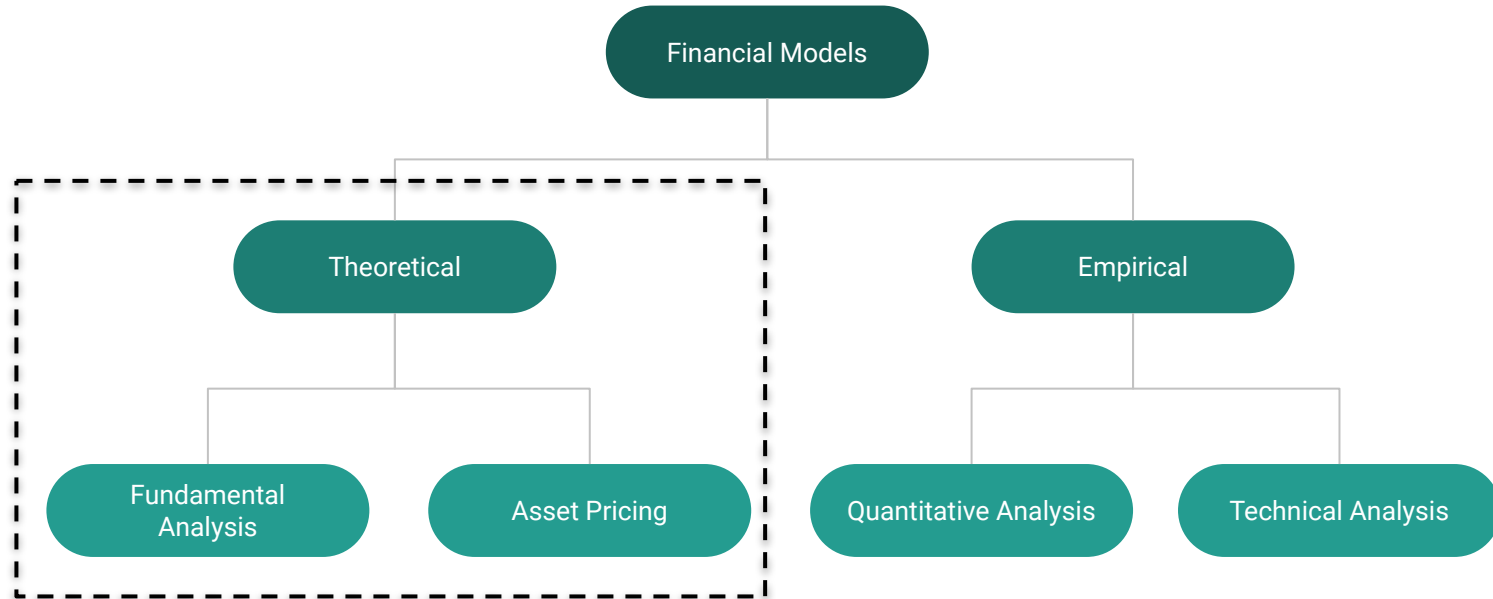 Financial Models
Theoretical
Empirical
Fundamental
Analysis
Asset Pricing
Quantitative Analysis
Technical Analysis